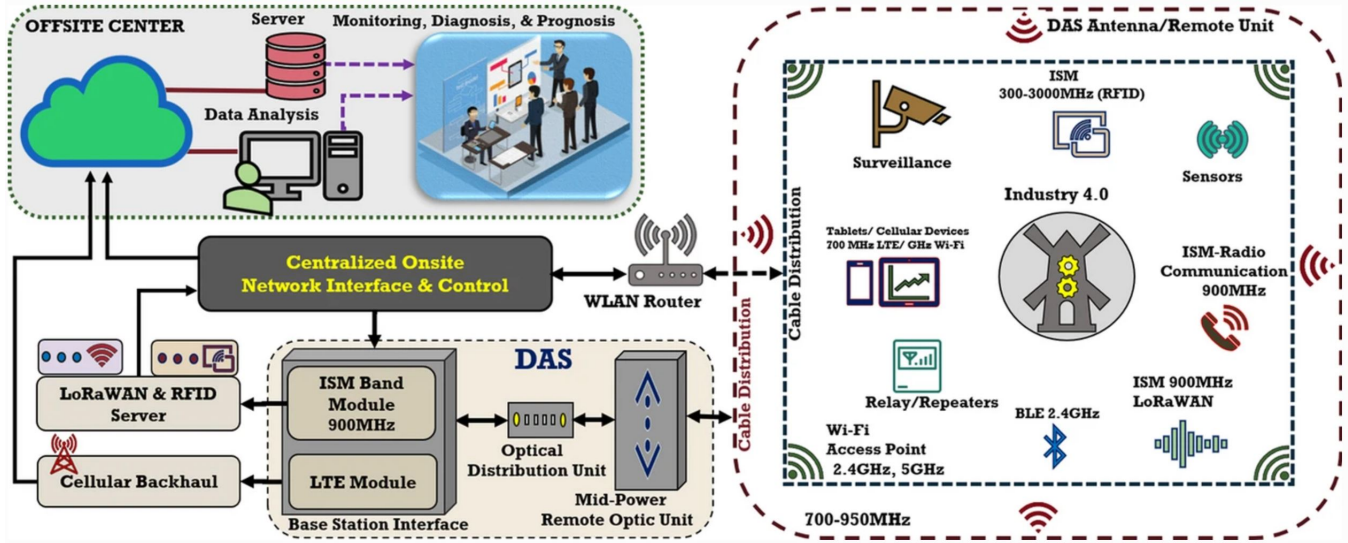 OFFSITE CENTER
Server
Monitoring, Diagnosis, & Prognosis
Data Analysis
Centralized Onsite
Network Interface & Control
WLAN Router
LoRaWAN & RFID
Server
Cellular Backhaul
DAS
ISM Band
Module
900MHz
LTE Module
Base Station Interface
Optical
Distribution Unit
Mid-Power
Remote Optic Unit
Cable Distribution
Cable Distribution
DAS Antenna/Remote Unit
Surveillance
ISM
300-3000MHz (RFID)
Sensors
Industry 4.0
Tablets/ Cellular Devices
700 MHz LTE/ GHz Wi-Fi
ISM-Radio
Communication
900MHz
Relay/Repeaters
BLE 2.4GHz
ISM 900MHz
LoRaWAN
Wi-Fi
Access Point
2.4GHz, 5GHz
700-950MHz